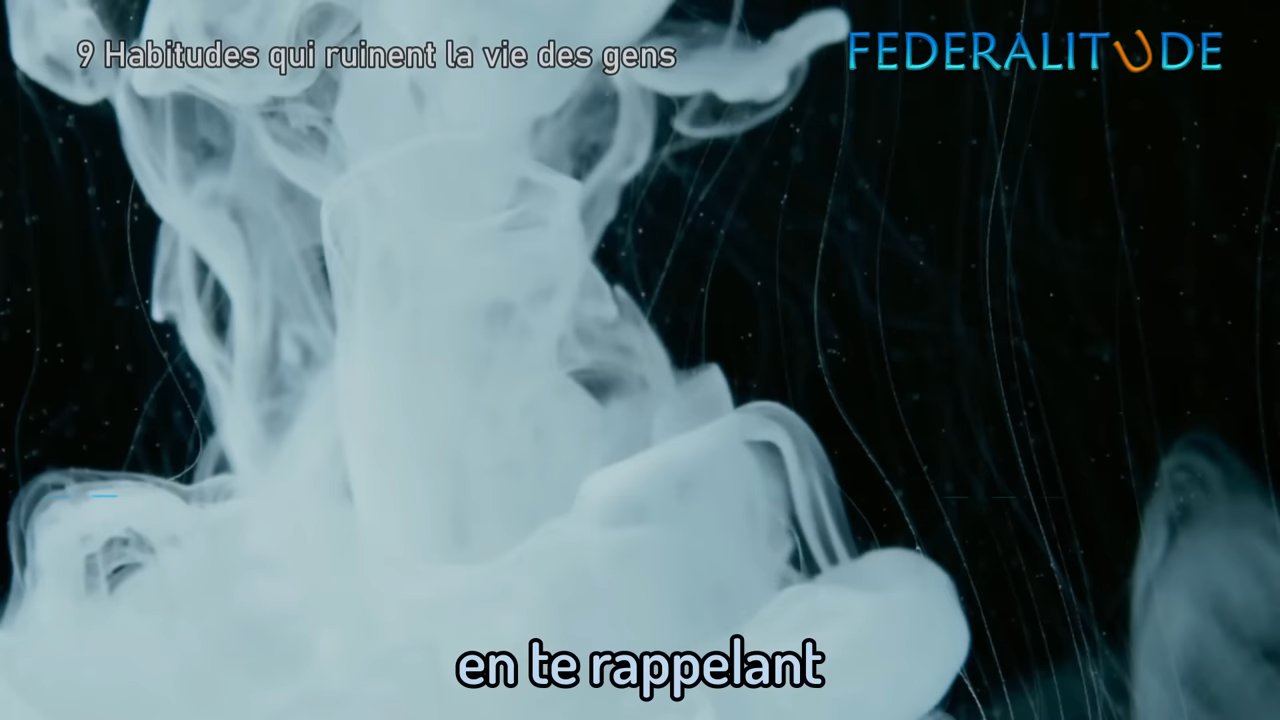 9 Habitudes qui ruinent la vie des gens
FEDERALITUDE
en te rappelant